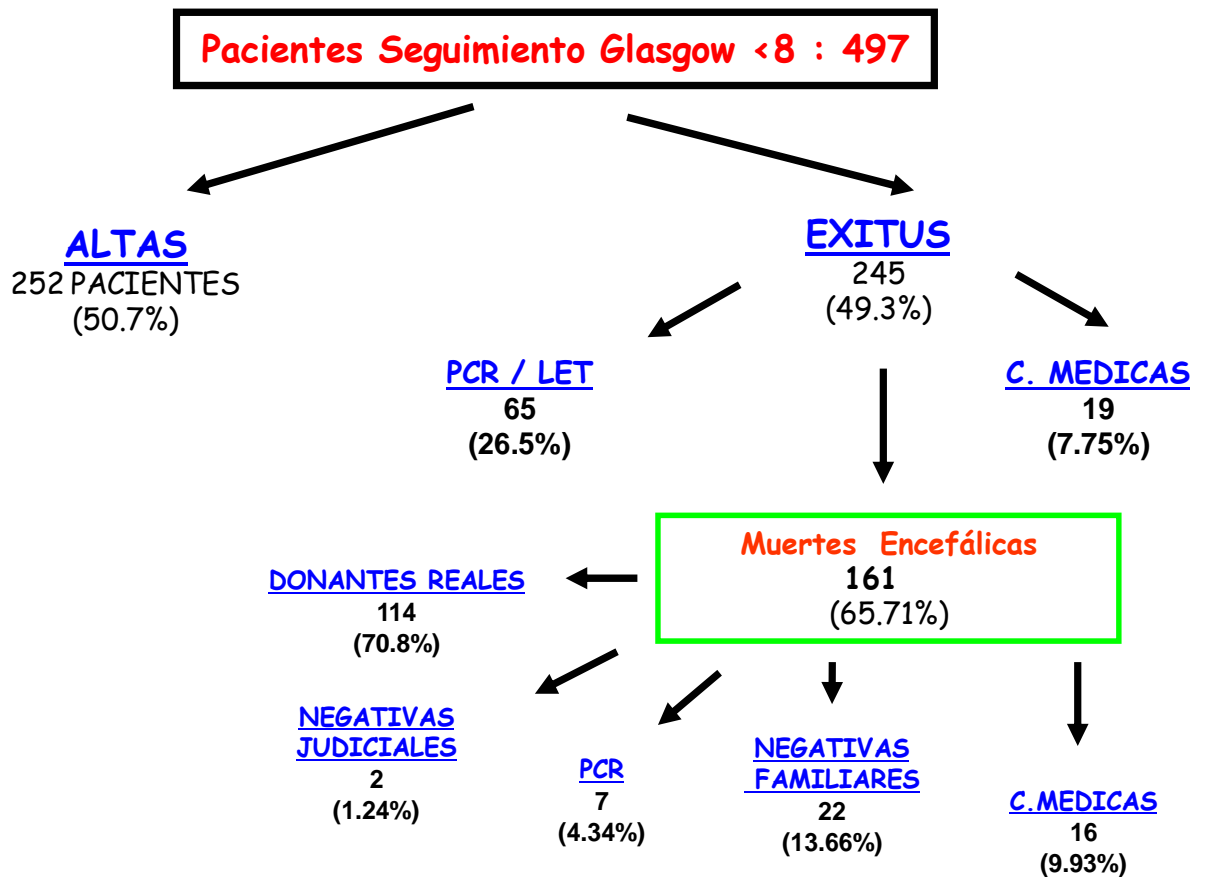 Pacientes Seguimiento Glasgow <8 : 497
ALTAS
252 PACIENTES
(50.7%)
EXITUS
245
(49.3%)
PCR / LET
65
(26.5%)
C. MEDICAS
19
(7.75%)
Muertes Encefálicas
161
(65.71%)
DONANTES REALES
114
(70.8%)
NEGATIVAS
JUDICIALES
2
(1.24%)
PCR
7
(4.34%)
NEGATIVAS
FAMILIARES
22
(13.66%)
C.MEDICAS
16
(9.93%)